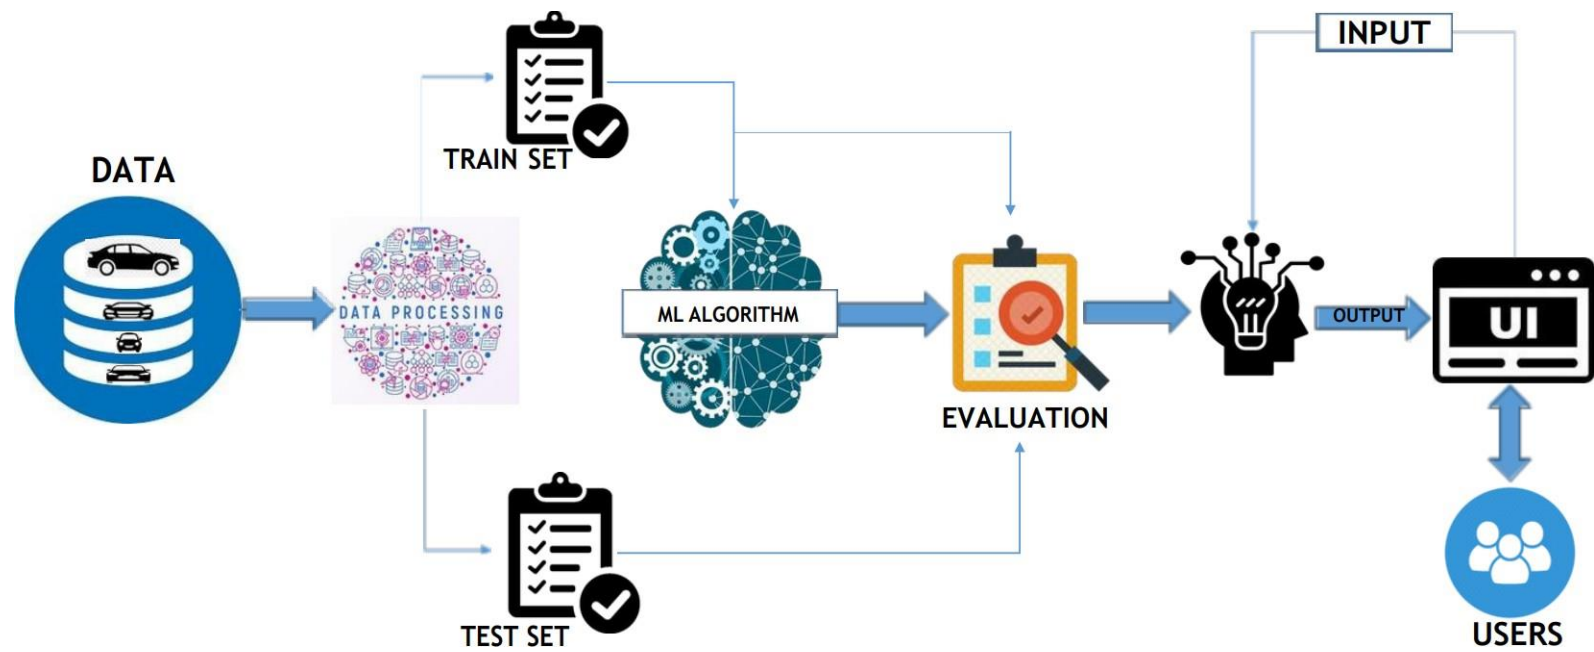 DATA
DATA PROCESSING
TRAIN SET
TEST SET
ML ALGORITHM
EVALUATION
INPUT
OUTPUT
UI
USERS